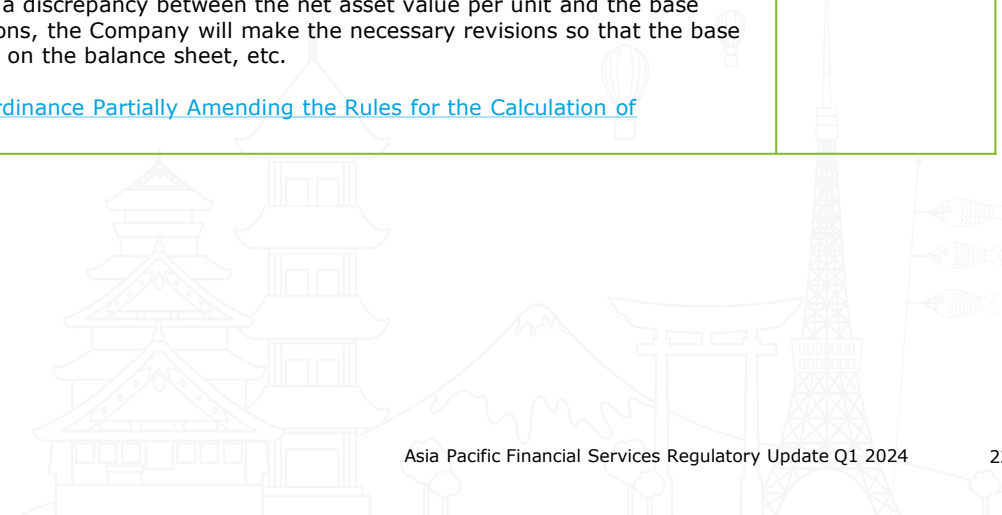 a discrepancy between the net asset value per unit and the base
ons, the Company will make the necessary revisions so that the base
on the balance sheet, etc.
rdinance Partially Amending the Rules for the Calculation of
Asia Pacific Financial Services Regulatory Update Q1 2024